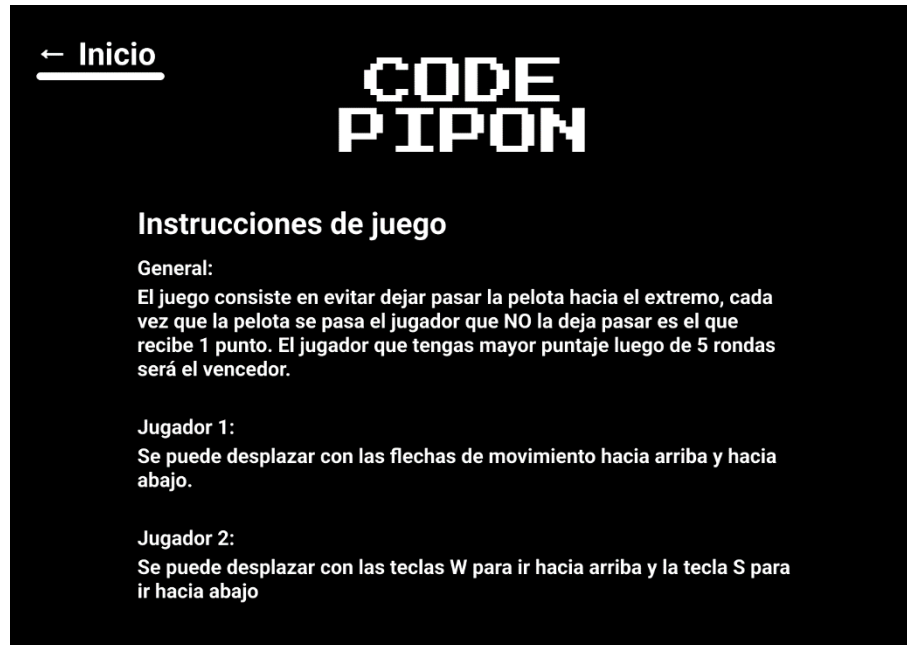 ← Inicio
CODE
PIPON
Instrucciones de juego
General:
El juego consiste en evitar dejar pasar la pelota hacia el extremo, cada
vez que la pelota se pasa el jugador que NO la deja pasar es el que
recibe 1 punto. El jugador que tengas mayor puntaje luego de 5 rondas
será el vencedor.
Jugador 1:
Se puede desplazar con las flechas de movimiento hacia arriba y hacia
abajo.
Jugador 2:
Se puede desplazar con las teclas W para ir hacia arriba y la tecla S para
ir hacia abajo